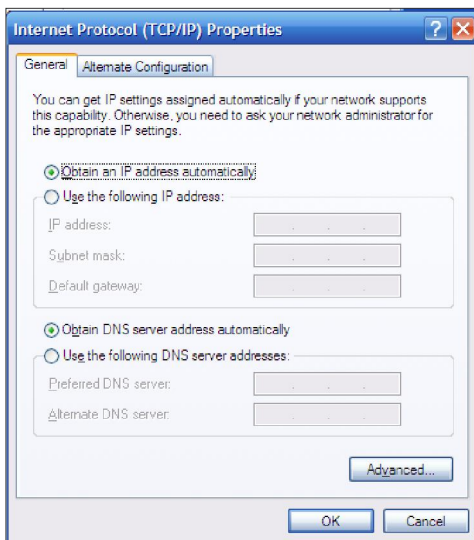 Internet Protocol (TCP/IP) Properties
General
Alternate Configuration
You can get IP settings assigned automatically if your network supports
this capability. Otherwise, you need to ask your network administrator for
the appropriate IP settings.
Obtain an IP address automatically
Use the following IP address:
IP address:
Subnet mask:
Default gateway:
Obtain DNS server address automatically
Use the following DNS server addresses:
Preferred DNS server:
Alternate DNS server:
Advanced...
OK
Cancel